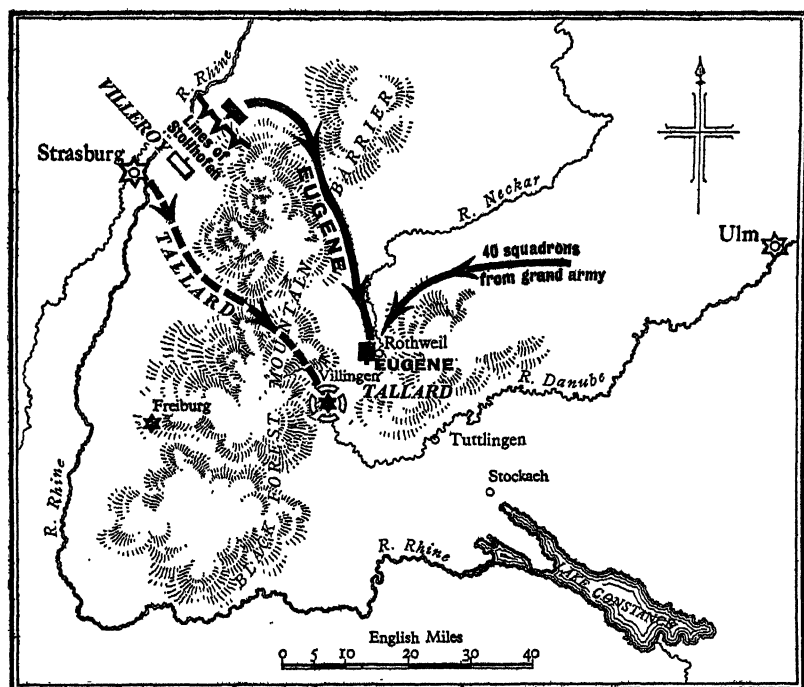 R. Rhine
VILLEROY
Lines of
Stollhofen
Strasburg
BARRIER
EUGENE
R. Neckar
Ulm
40 squadrons
from grand army
TALLARD
Rothweil
EUGENE
Villingen
TALLARD
R. Danube
Freiburg
BLACK FOREST MOUNTAIN
Tuttlingen
Stockach
R. Rhine
R. Rhine
LAKE CONSTANCE
English Miles
0 5 10 20 30 40